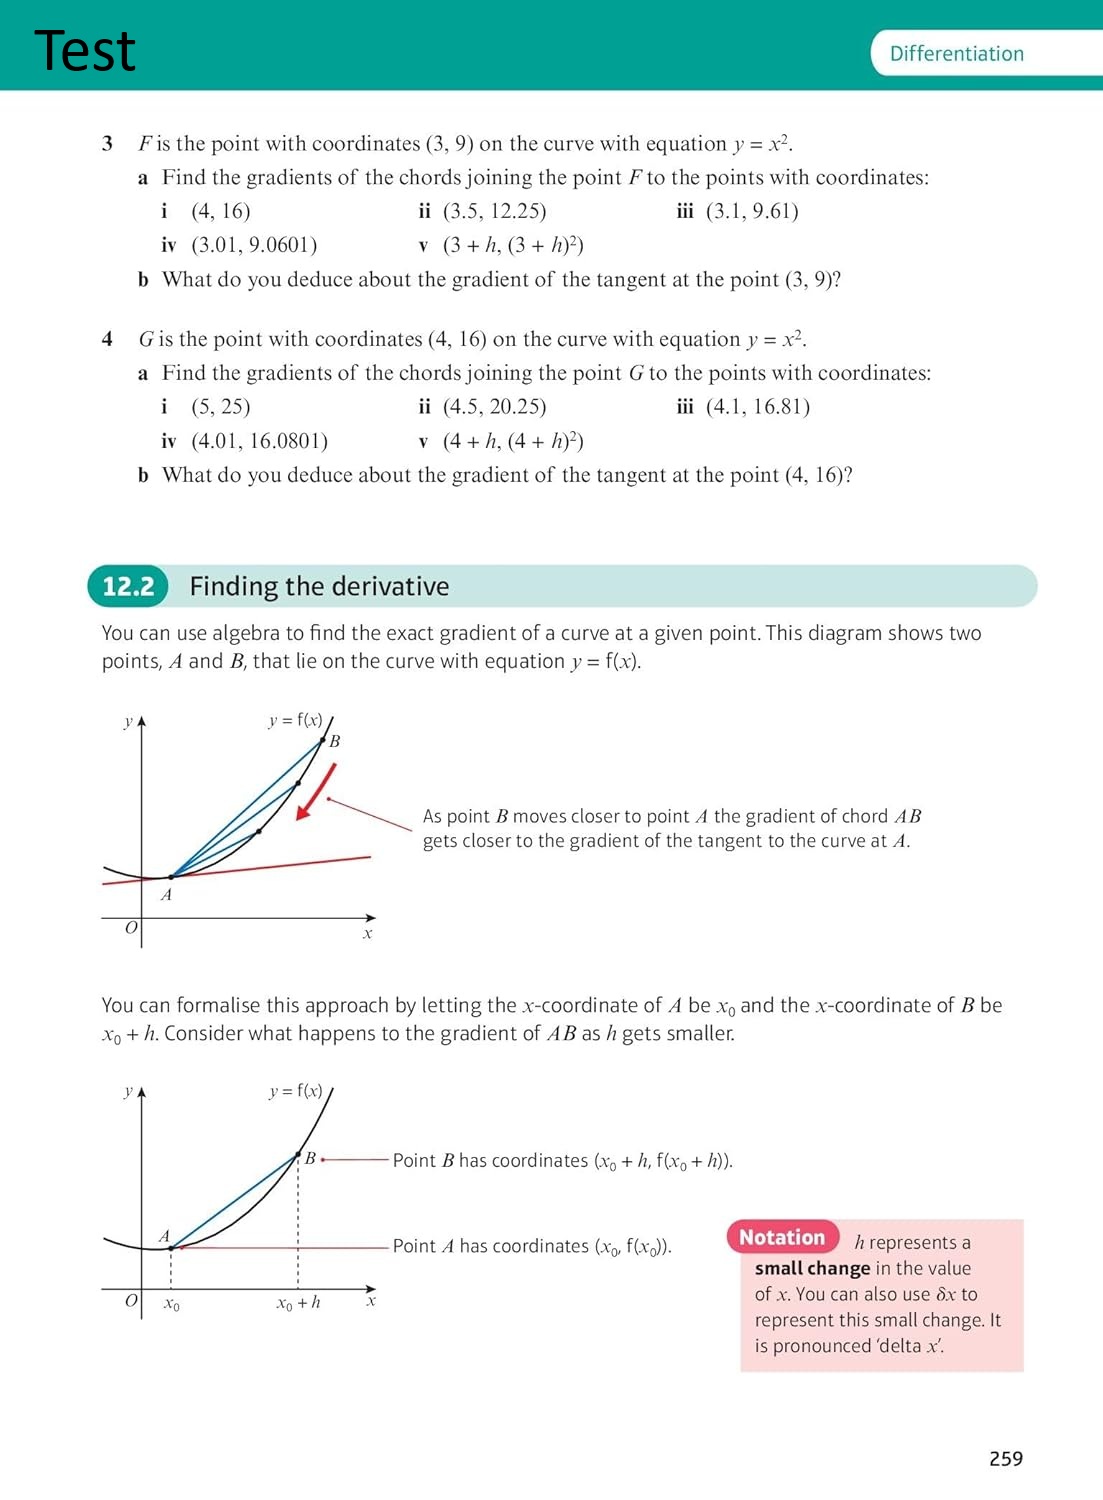 Test
Differentiation
3 F is the point with coordinates (3, 9) on the curve with equation y = x².
a Find the gradients of the chords joining the point F to the points with coordinates:
i (4, 16) ii (3.5, 12.25) iii (3.1, 9.61)
iv (3.01, 9.0601) v (3 + h, (3 + h)²)
b What do you deduce about the gradient of the tangent at the point (3, 9)?
4 G is the point with coordinates (4, 16) on the curve with equation y = x².
a Find the gradients of the chords joining the point G to the points with coordinates:
i (5, 25) ii (4.5, 20.25) iii (4.1, 16.81)
iv (4.01, 16.0801) v (4 + h, (4 + h)²)
b What do you deduce about the gradient of the tangent at the point (4, 16)?
12.2 Finding the derivative
You can use algebra to find the exact gradient of a curve at a given point. This diagram shows two
points, A and B, that lie on the curve with equation y = f(x).
y
y = f(x)
B
As point B moves closer to point A the gradient of chord AB
gets closer to the gradient of the tangent to the curve at A.
A
O
x
You can formalise this approach by letting the x-coordinate of A be x₀ and the x-coordinate of B be
x₀ + h. Consider what happens to the gradient of AB as h gets smaller.
y
y = f(x)
B
Point B has coordinates (x₀ + h, f(x₀ + h)).
A
Point A has coordinates (x₀, f(x₀)).
O x₀ x₀ + h x
Notation h represents a
small change in the value
of x. You can also use δx to
represent this small change. It
is pronounced ‘delta x’.
259